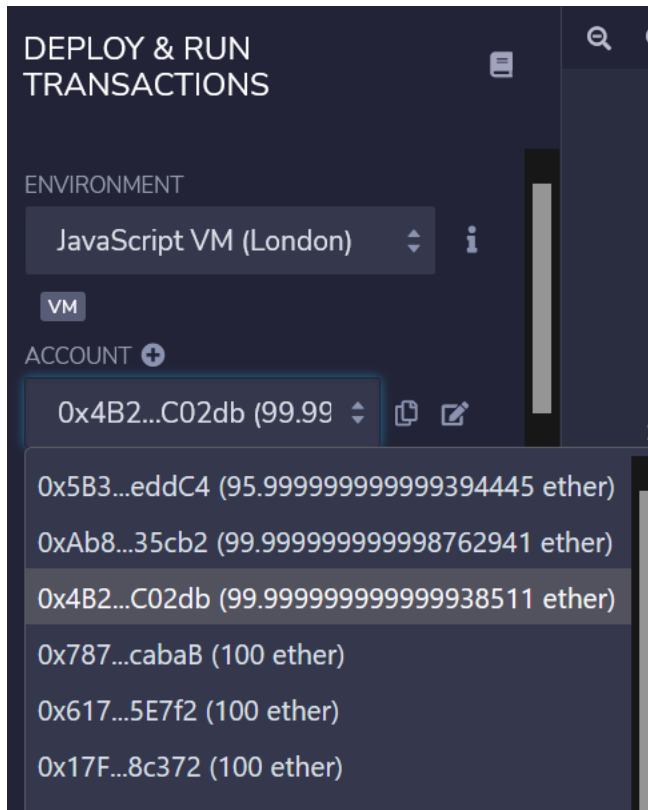 DEPLOY & RUN
TRANSACTIONS
ENVIRONMENT
JavaScript VM (London)
VM
ACCOUNT
0x4B2...C02db (99.99
0x5B3...eddC4 (95.999999999999394445 ether)
0xAb8...35cb2 (99.999999999998762941 ether)
0x4B2...C02db (99.999999999999938511 ether)
0x787...cabaB (100 ether)
0x617...5E7f2 (100 ether)
0x17F...8c372 (100 ether)